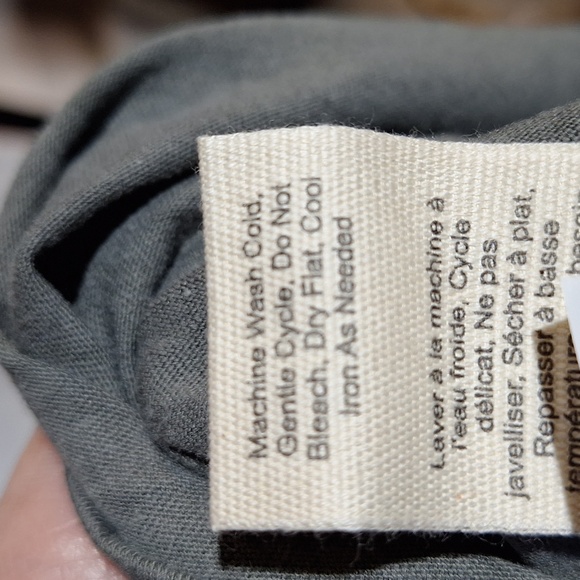 Machine Wash Cold,
Gentle Cycle, Do Not
Bleach, Dry Flat, Cool
Iron As Needed
Laver à la machine à
l'eau froide, Cycle
délicat, Ne pas
javelliser, Sécher à plat,
Repasser à basse
température